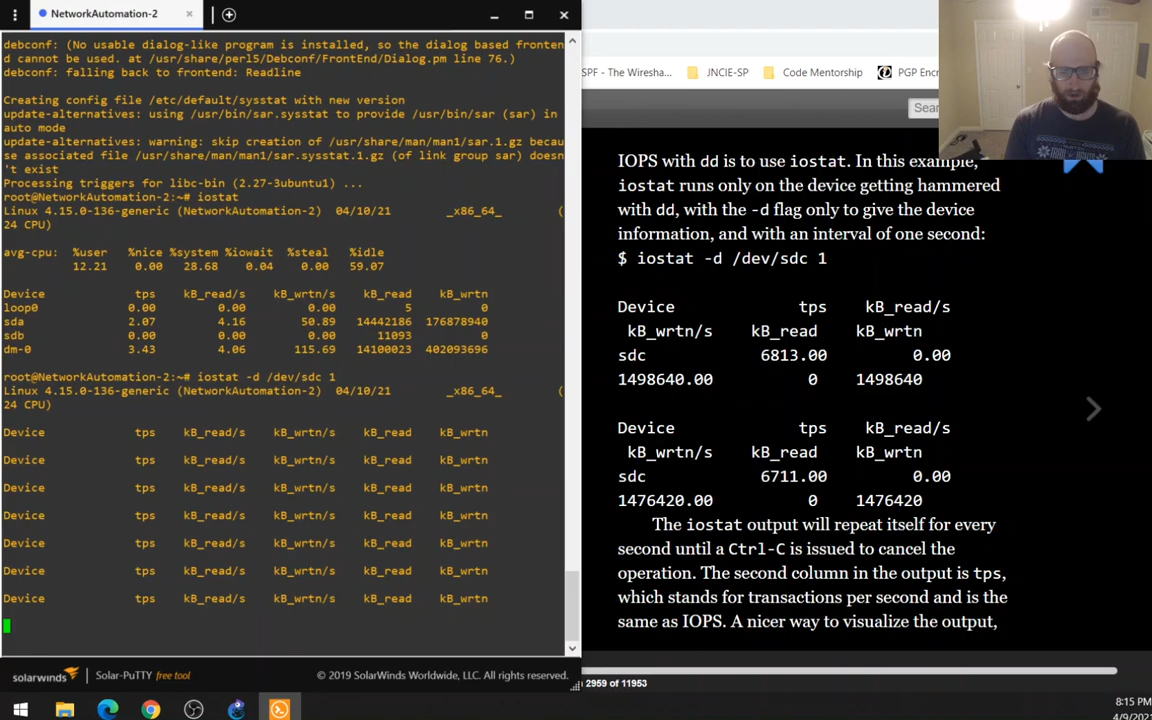 NetworkAutomation-2
debconf: (No usable dialog-like program is installed, so the dialog based fronten
d cannot be used. at /usr/share/perl5/Debconf/FrontEnd/Dialog.pm line 76.)
debconf: falling back to frontend: Readline
Creating config file /etc/default/sysstat with new version
update-alternatives: using /usr/bin/sar.sysstat to provide /usr/bin/sar (sar) in
auto mode
update-alternatives: warning: skip creation of /usr/share/man/man1/sar.1.gz becau
se associated file /usr/share/man/man1/sar.sysstat.1.gz (of link group sar) doesn
't exist
Processing triggers for libc-bin (2.27-3ubuntu1) ...
root@NetworkAutomation-2:~# iostat
Linux 4.15.0-136-generic (NetworkAutomation-2) 04/10/21 _x86_64_ (
24 CPU)
avg-cpu: %user %nice %system %iowait %steal %idle
12.21 0.00 28.68 0.04 0.00 59.07
Device tps kB_read/s kB_wrtn/s kB_read kB_wrtn
loop0 0.00 0.00 0.00 5 0
sda 2.07 4.16 50.89 14442186 176878940
sdb 0.00 0.00 0.00 11093 0
dm-0 3.43 4.06 115.69 14100023 402093696
root@NetworkAutomation-2:~# iostat -d /dev/sdc 1
Linux 4.15.0-136-generic (NetworkAutomation-2) 04/10/21 _x86_64_ (
24 CPU)
Device tps kB_read/s kB_wrtn/s kB_read kB_wrtn
Device tps kB_read/s kB_wrtn/s kB_read kB_wrtn
Device tps kB_read/s kB_wrtn/s kB_read kB_wrtn
Device tps kB_read/s kB_wrtn/s kB_read kB_wrtn
Device tps kB_read/s kB_wrtn/s kB_read kB_wrtn
Device tps kB_read/s kB_wrtn/s kB_read kB_wrtn
Device tps kB_read/s kB_wrtn/s kB_read kB_wrtn
solarwinds Solar-PuTTY free tool © 2019 SolarWinds Worldwide, LLC. All rights reserved.
SPF - The Wiresha... JNCIE-SP Code Mentorship PGP Encr
Sear
IOPS with dd is to use iostat. In this example,
iostat runs only on the device getting hammered
with dd, with the -d flag only to give the device
information, and with an interval of one second:
$ iostat -d /dev/sdc 1
Device tps kB_read/s
kB_wrtn/s kB_read kB_wrtn
sdc 6813.00 0.00
1498640.00 0 1498640
Device tps kB_read/s
kB_wrtn/s kB_read kB_wrtn
sdc 6711.00 0.00
1476420.00 0 1476420
The iostat output will repeat itself for every
second until a Ctrl-C is issued to cancel the
operation. The second column in the output is tps,
which stands for transactions per second and is the
same as IOPS. A nicer way to visualize the output,
2959 of 11953
8:15 PM
4/9/2021